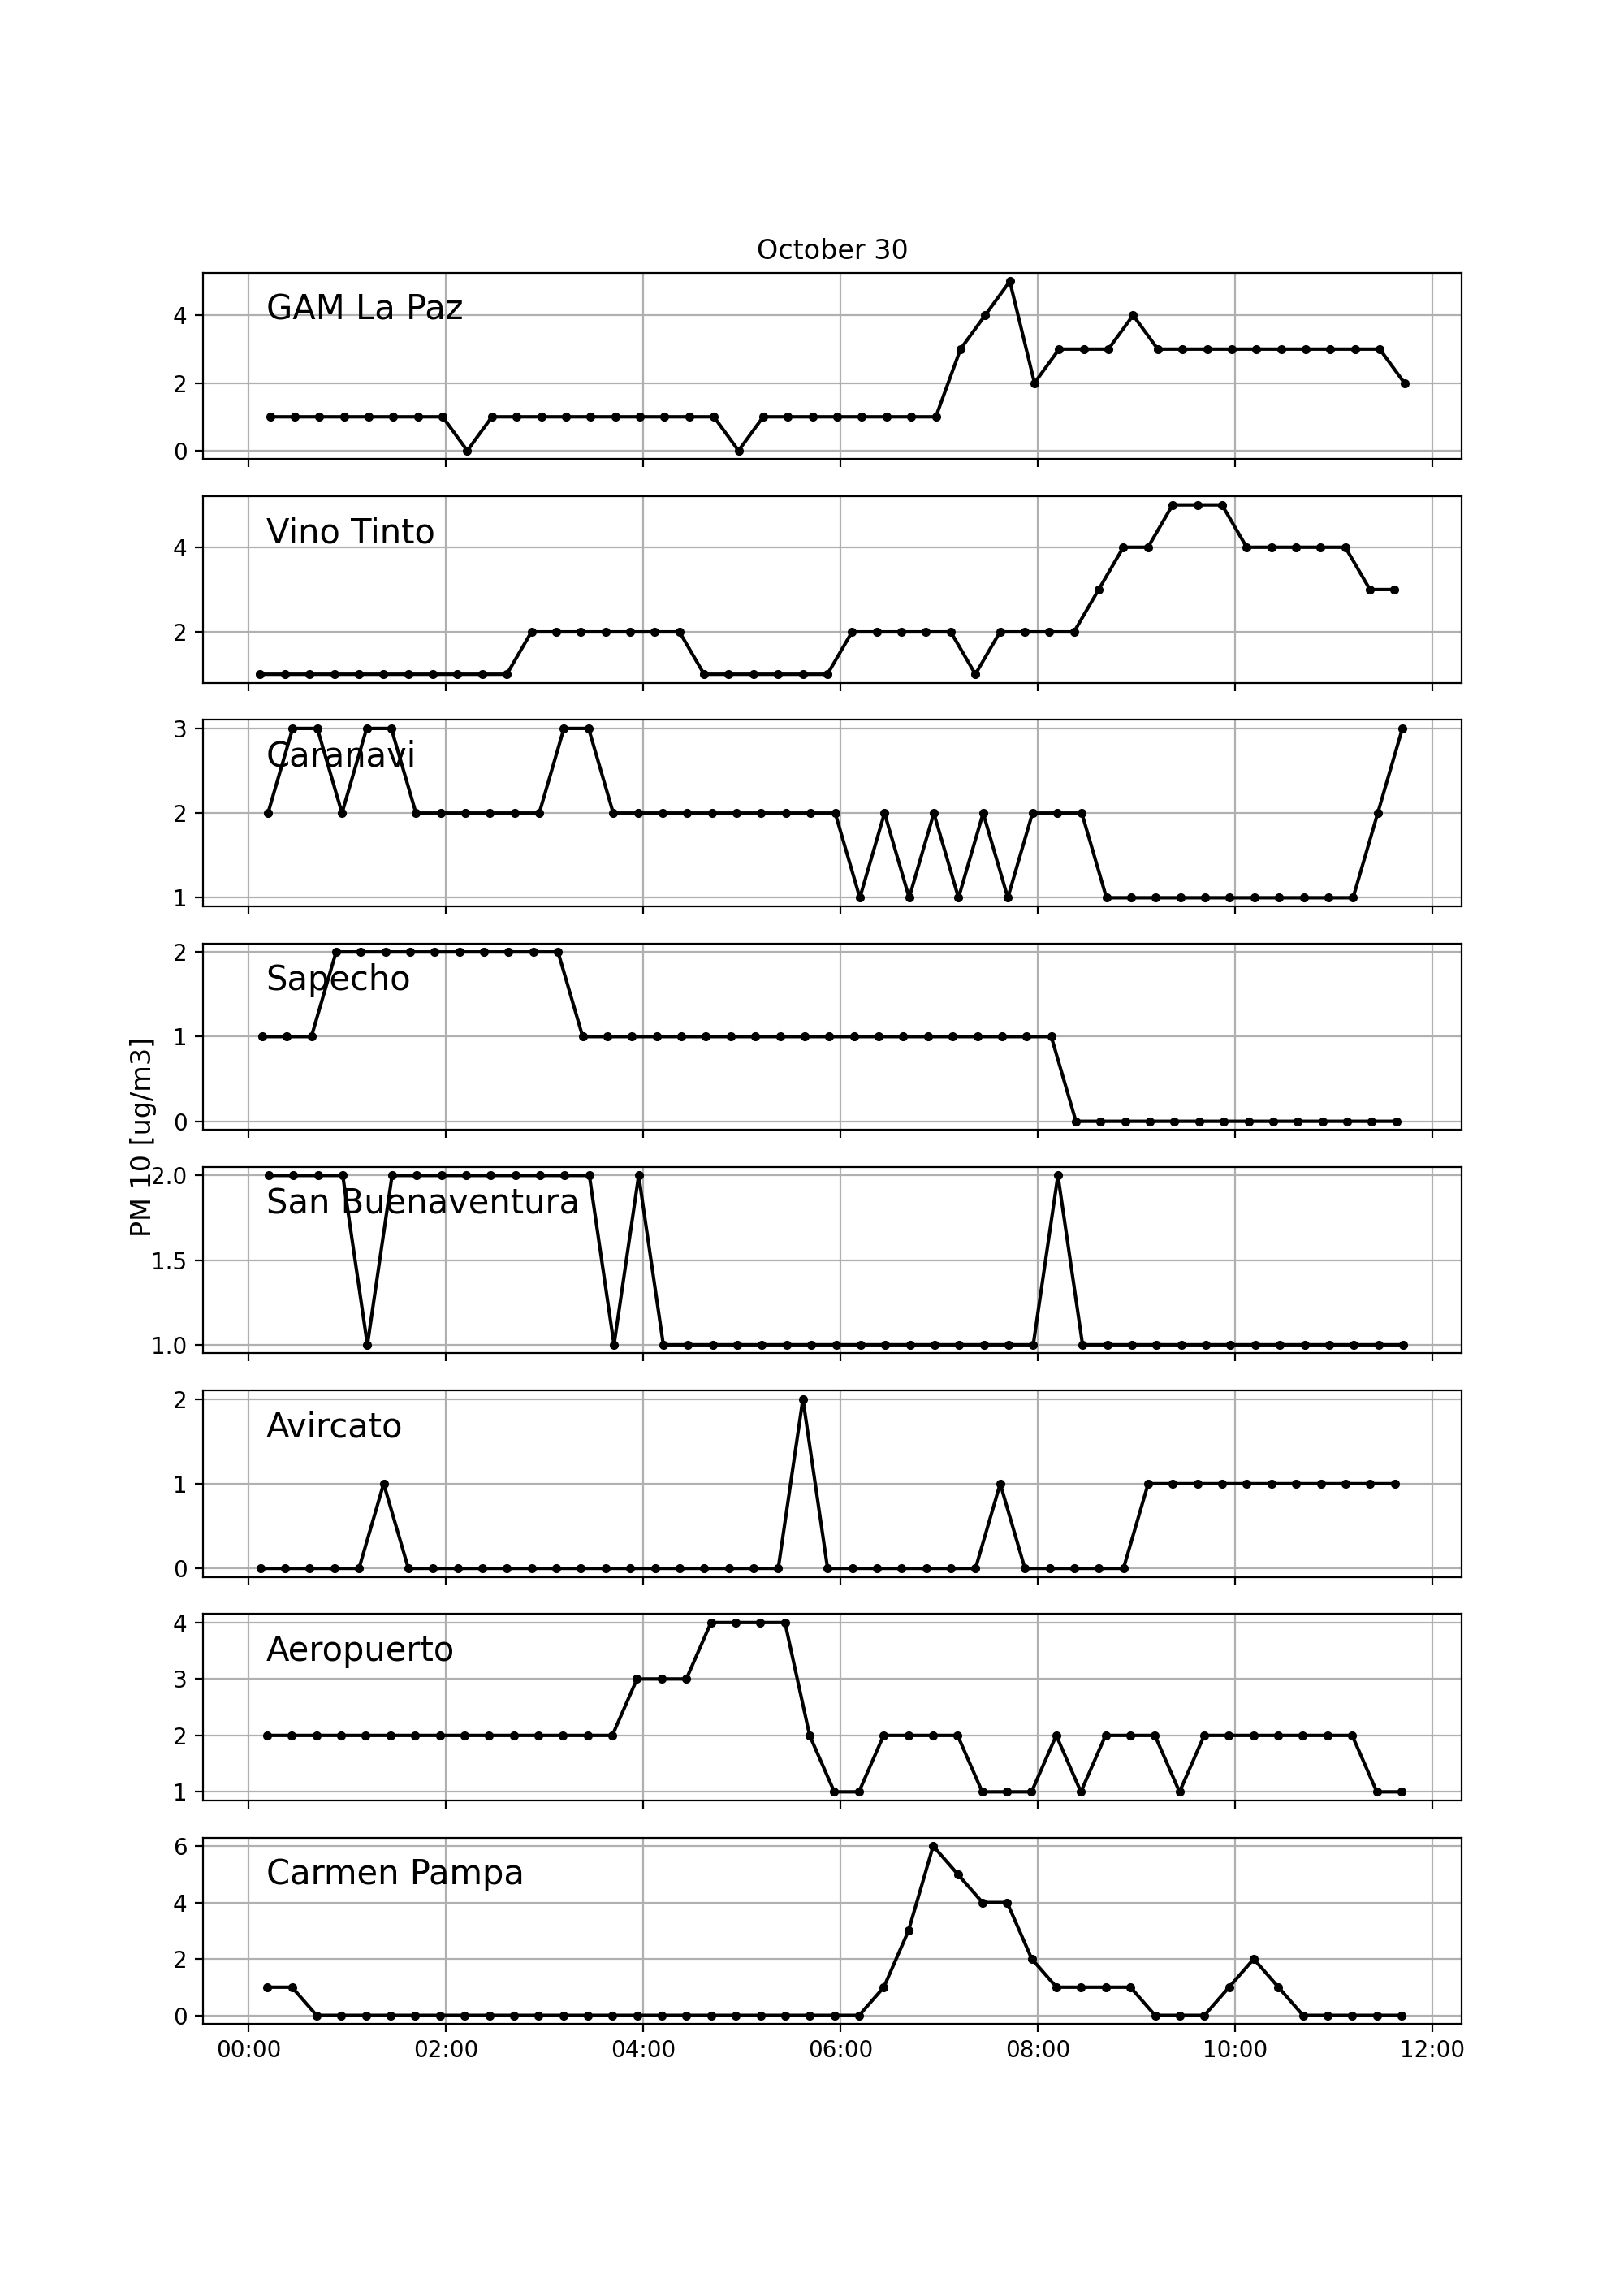 October 30
GAM La Paz
4
2
0
Vino Tinto
4
2
Caranavi
3
2
1
Sapecho
2
1
0
PM 10 [ug/m3]
San Buenaventura
2.0
1.5
1.0
Avircato
2
1
0
Aeropuerto
4
3
2
1
Carmen Pampa
6
4
2
0
00:00 02:00 04:00 06:00 08:00 10:00 12:00